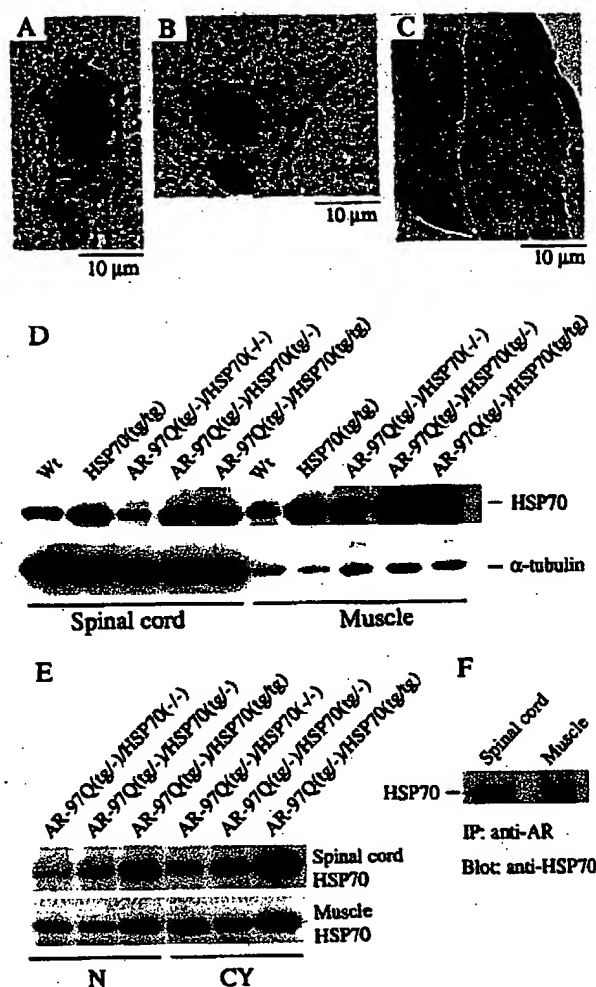 A
B
C
10 μm
10 μm
10 μm
D
Wt
HSP70(tg/tg)
AR-97Q(tg/-)/HSP70(-/-)
AR-97Q(tg/-)/HSP70(tg/-)
AR-97Q(tg/-)/HSP70(tg/tg)
Wt
HSP70(tg/tg)
AR-97Q(tg/-)/HSP70(-/-)
AR-97Q(tg/-)/HSP70(tg/-)
AR-97Q(tg/-)/HSP70(tg/tg)
– HSP70
– α-tubulin
Spinal cord
Muscle
E
AR-97Q(tg/-)/HSP70(-/-)
AR-97Q(tg/-)/HSP70(tg/-)
AR-97Q(tg/-)/HSP70(tg/tg)
AR-97Q(tg/-)/HSP70(-/-)
AR-97Q(tg/-)/HSP70(tg/-)
AR-97Q(tg/-)/HSP70(tg/tg)
Spinal cord
HSP70
Muscle
HSP70
N
CY
F
Spinal cord
Muscle
HSP70 –
IP: anti-AR
Blot: anti-HSP70